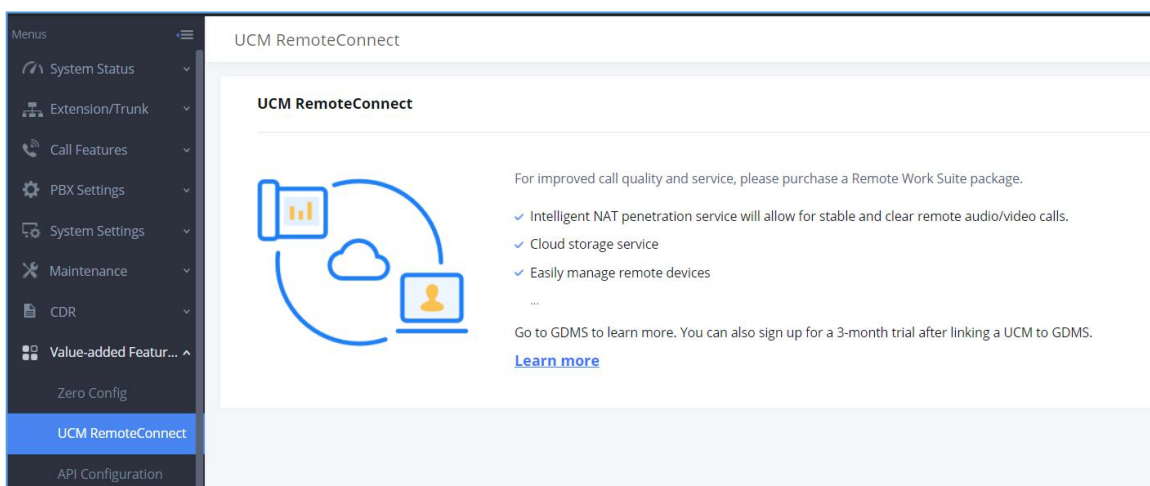 Menus
System Status
Extension/Trunk
Call Features
PBX Settings
System Settings
Maintenance
CDR
Value-added Featur...
Zero Config
UCM RemoteConnect
API Configuration
UCM RemoteConnect
UCM RemoteConnect
For improved call quality and service, please purchase a Remote Work Suite package.
Intelligent NAT penetration service will allow for stable and clear remote audio/video calls.
Cloud storage service
Easily manage remote devices
...
Go to GDMS to learn more. You can also sign up for a 3-month trial after linking a UCM to GDMS.
Learn more